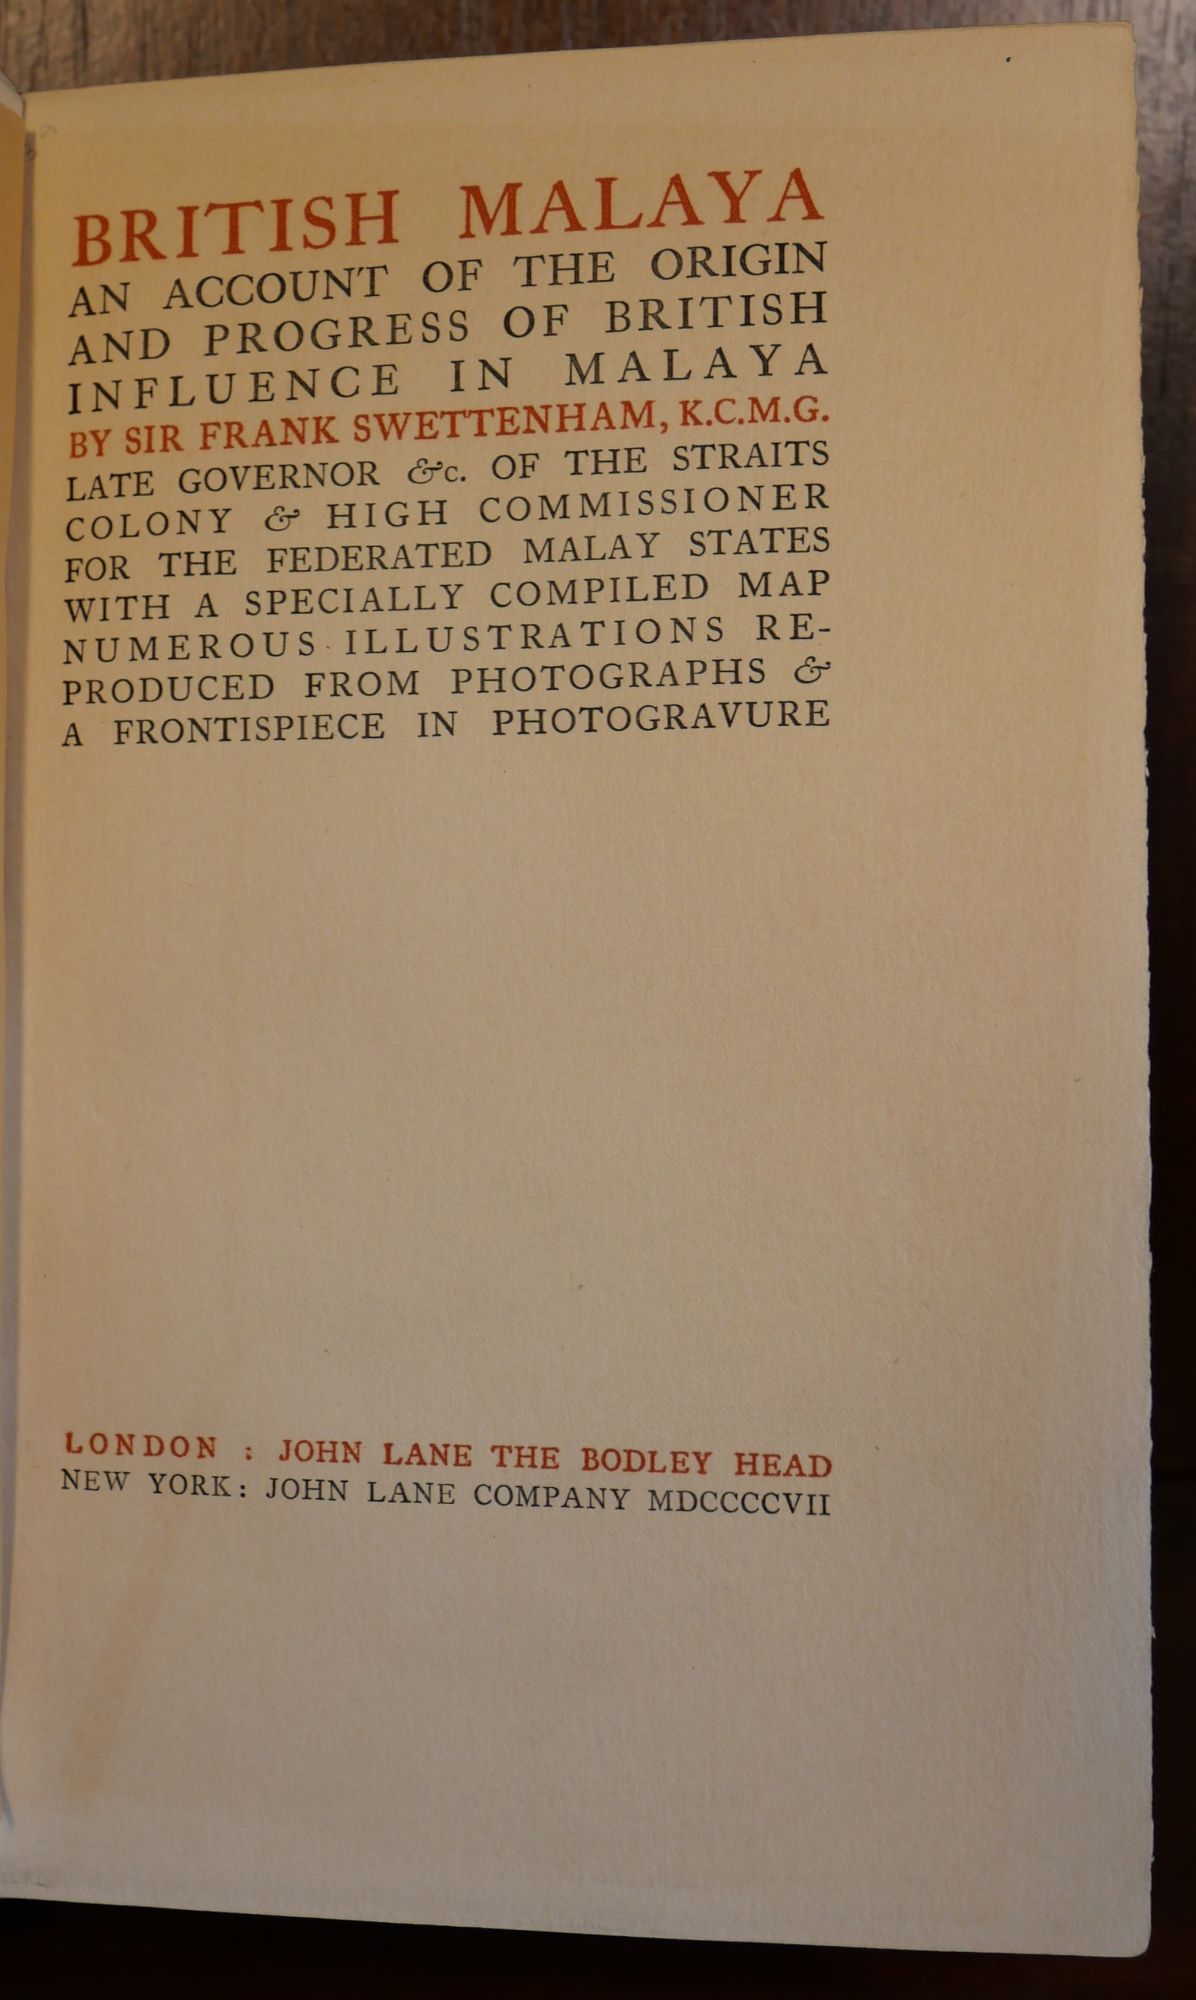 BRITISH MALAYA
AN ACCOUNT OF THE ORIGIN
AND PROGRESS OF BRITISH
INFLUENCE IN MALAYA
BY SIR FRANK SWETTENHAM, K.C.M.G.
LATE GOVERNOR &c. OF THE STRAITS
COLONY & HIGH COMMISSIONER
FOR THE FEDERATED MALAY STATES
WITH A SPECIALLY COMPILED MAP
NUMEROUS ILLUSTRATIONS RE-
PRODUCED FROM PHOTOGRAPHS &
A FRONTISPIECE IN PHOTOGRAVURE
LONDON : JOHN LANE THE BODLEY HEAD
NEW YORK: JOHN LANE COMPANY MDCCCCVII